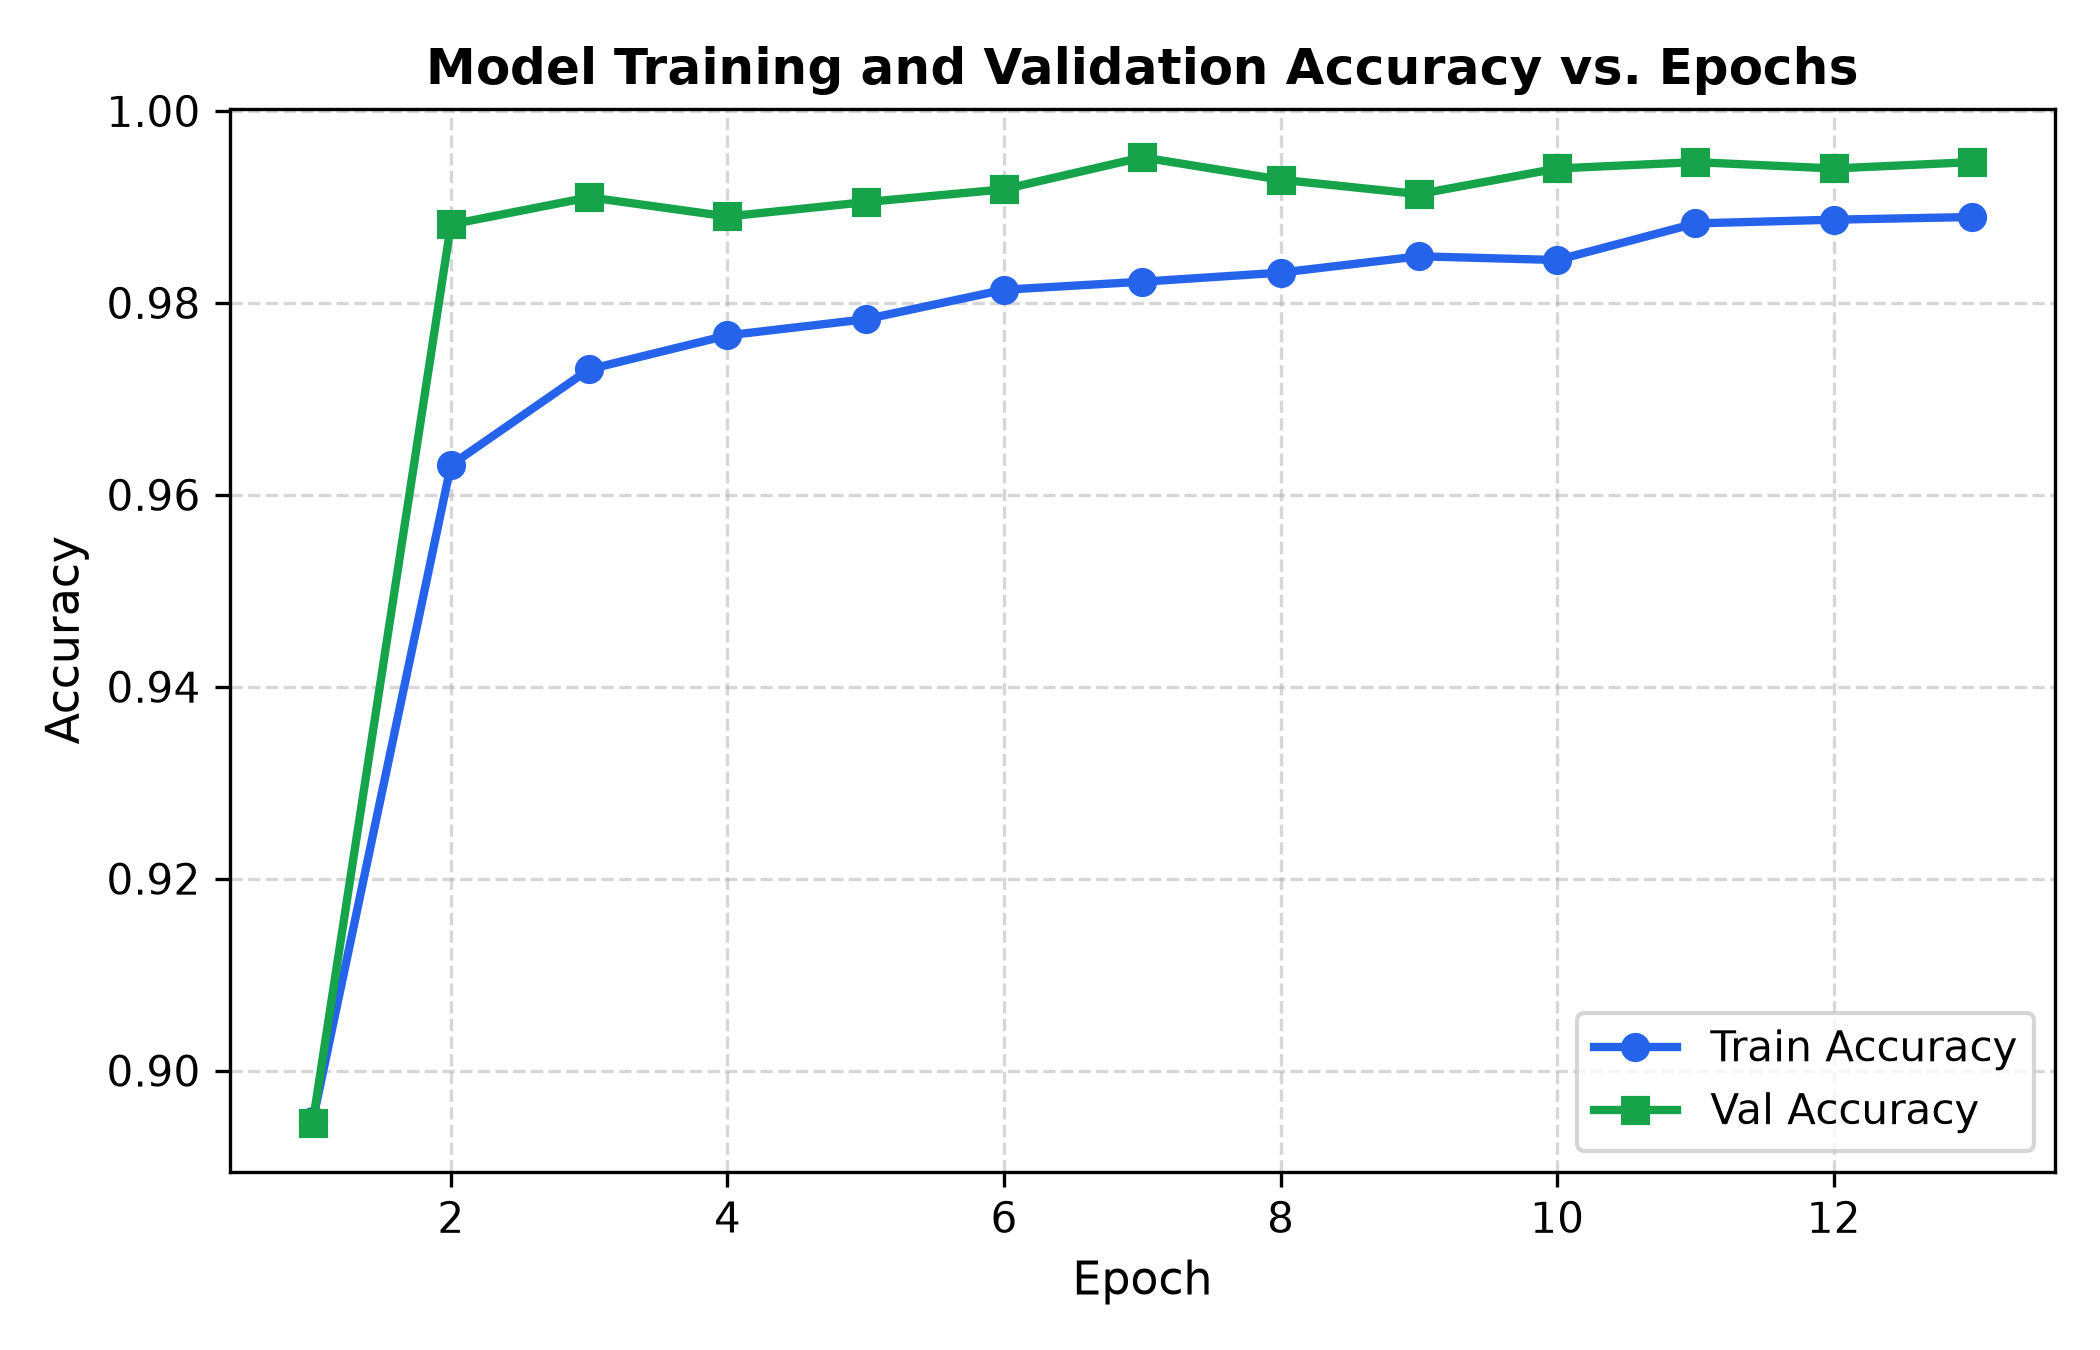 Model Training and Validation Accuracy vs. Epochs
1.00
0.98
0.96
0.94
0.92
0.90
Accuracy
Train Accuracy
Val Accuracy
2 4 6 8 10 12
Epoch